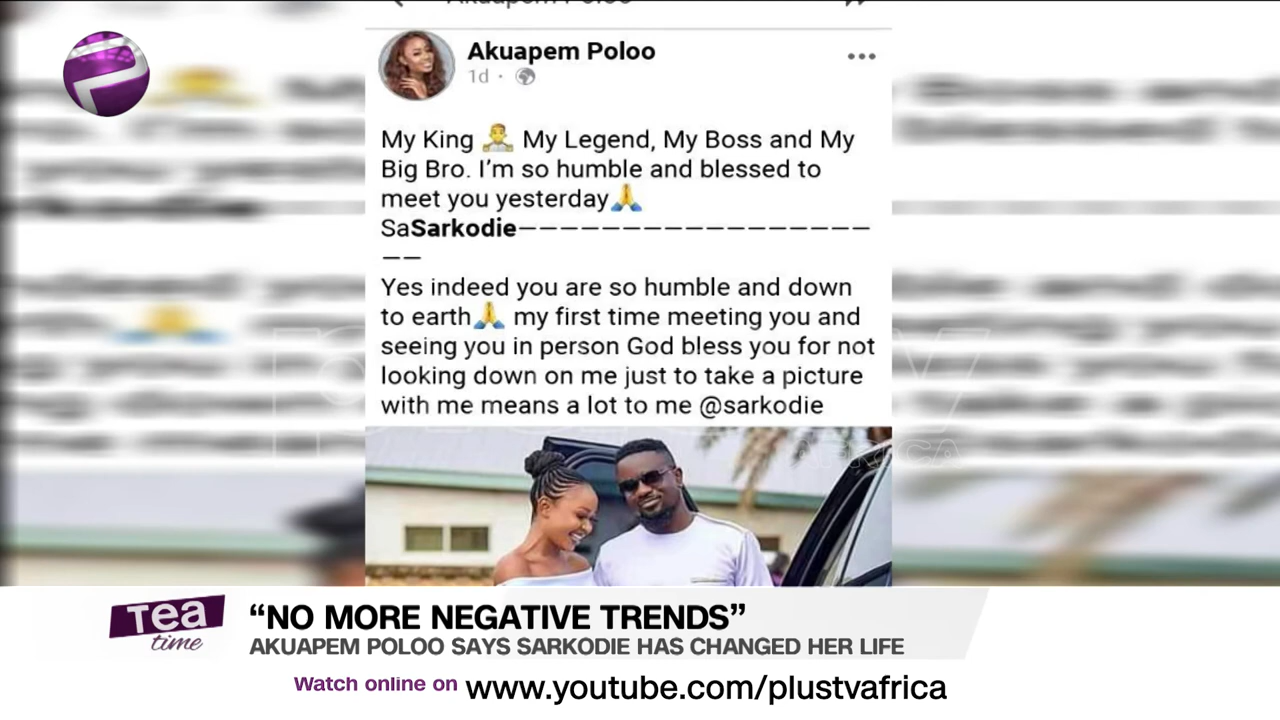 Akuapem Poloo
Akuapem Poloo
1d ·
My King My Legend, My Boss and My
Big Bro. I'm so humble and blessed to
meet you yesterday
SaSarkodie—————————————————
——
Yes indeed you are so humble and down
to earth my first time meeting you and
seeing you in person God bless you for not
looking down on me just to take a picture
with me means a lot to me @sarkodie
Tea
time
“NO MORE NEGATIVE TRENDS”
AKUAPEM POLOO SAYS SARKODIE HAS CHANGED HER LIFE
Watch online on www.youtube.com/plustvafrica